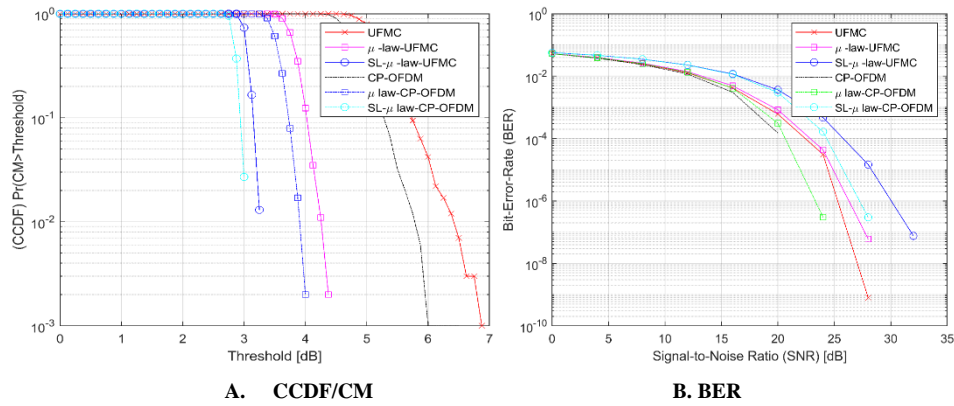 (CCDF) Pr(CM>Threshold)
10^0
10^-1
10^-2
10^-3
0 1 2 3 4 5 6 7
Threshold [dB]
UFMC
μ -law-UFMC
SL-μ -law-UFMC
CP-OFDM
μ law-CP-OFDM
SL-μ law-CP-OFDM
A. CCDF/CM
Bit-Error-Rate (BER)
10^0
10^-2
10^-4
10^-6
10^-8
10^-10
0 5 10 15 20 25 30 35
Signal-to-Noise Ratio (SNR) [dB]
UFMC
μ -law-UFMC
SL-μ -law-UFMC
CP-OFDM
μ law-CP-OFDM
SL-μ law-CP-OFDM
B. BER